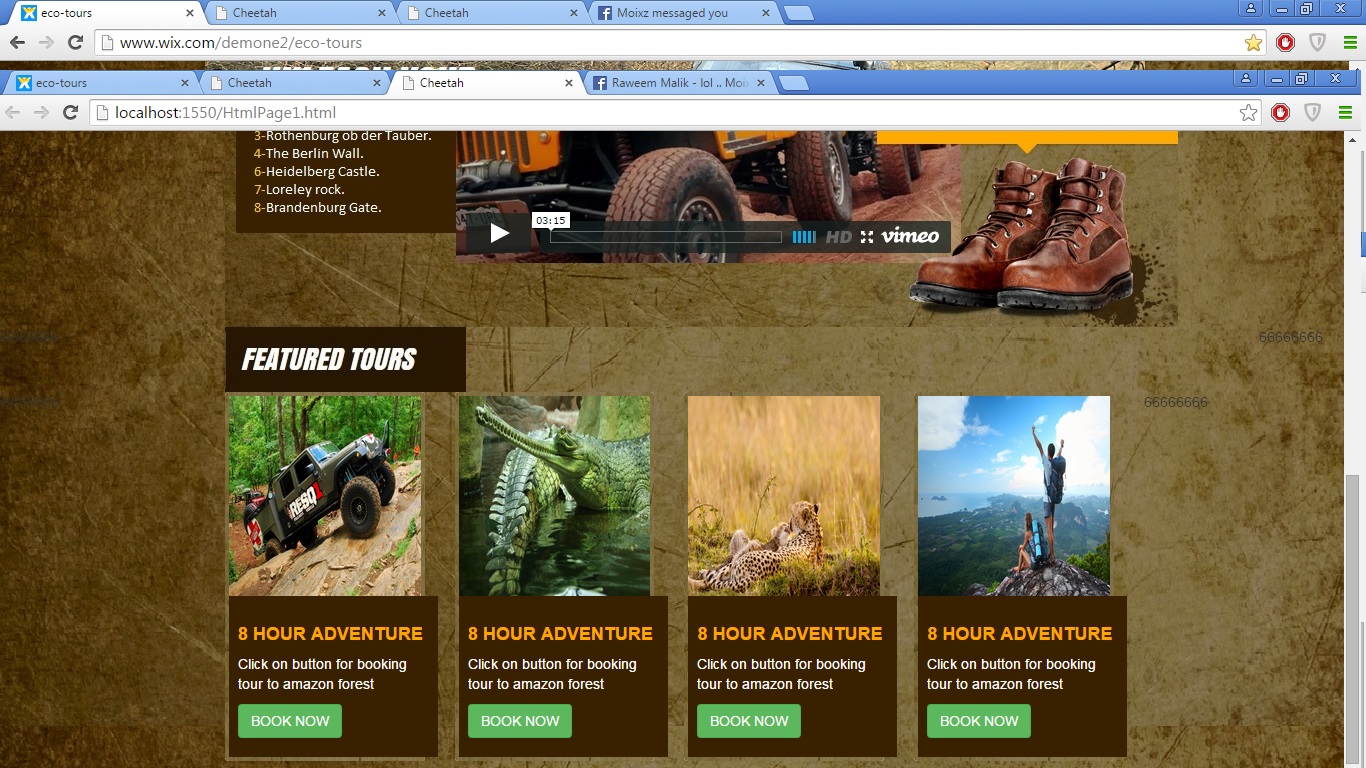 eco-tours
Cheetah
Cheetah
Moixz messaged you
www.wix.com/demone2/eco-tours
eco-tours
Cheetah
Cheetah
Raweem Malik - lol .. Mob
localhost:1550/HtmlPage1.html
3-Rothenburg ob der Tauber.
4-The Berlin Wall.
6-Heidelberg Castle.
7-Loreley rock.
8-Brandenburg Gate.
03:15
HD
vimeo
66666666
FEATURED TOURS
66666666
RESQ
8 HOUR ADVENTURE
Click on button for booking
tour to amazon forest
BOOK NOW
8 HOUR ADVENTURE
Click on button for booking
tour to amazon forest
BOOK NOW
8 HOUR ADVENTURE
Click on button for booking
tour to amazon forest
BOOK NOW
8 HOUR ADVENTURE
Click on button for booking
tour to amazon forest
BOOK NOW